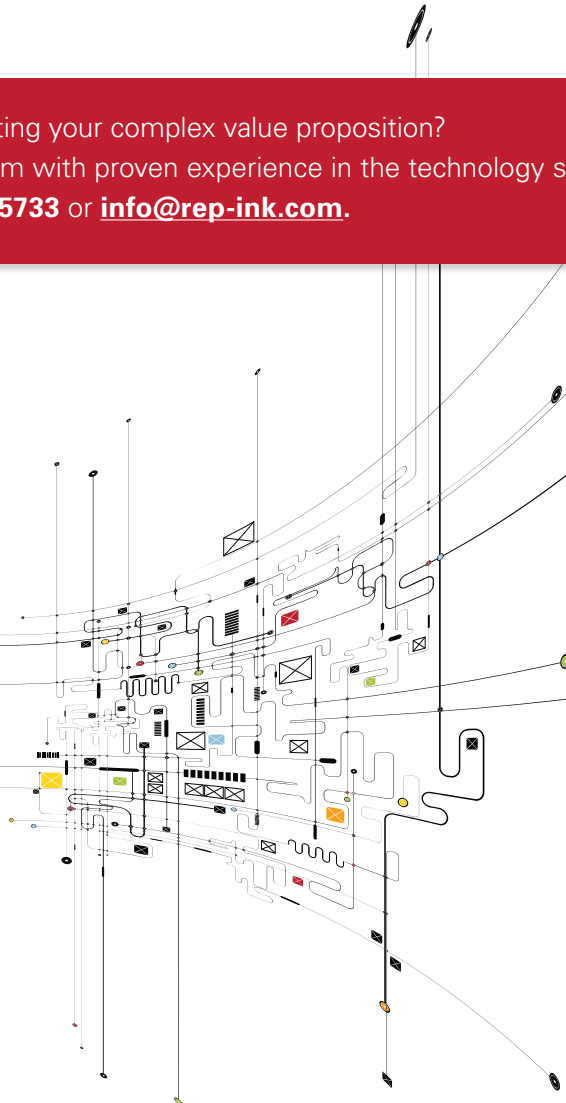 ting your complex value proposition?
m with proven experience in the technology s
5733 or info@rep-ink.com.